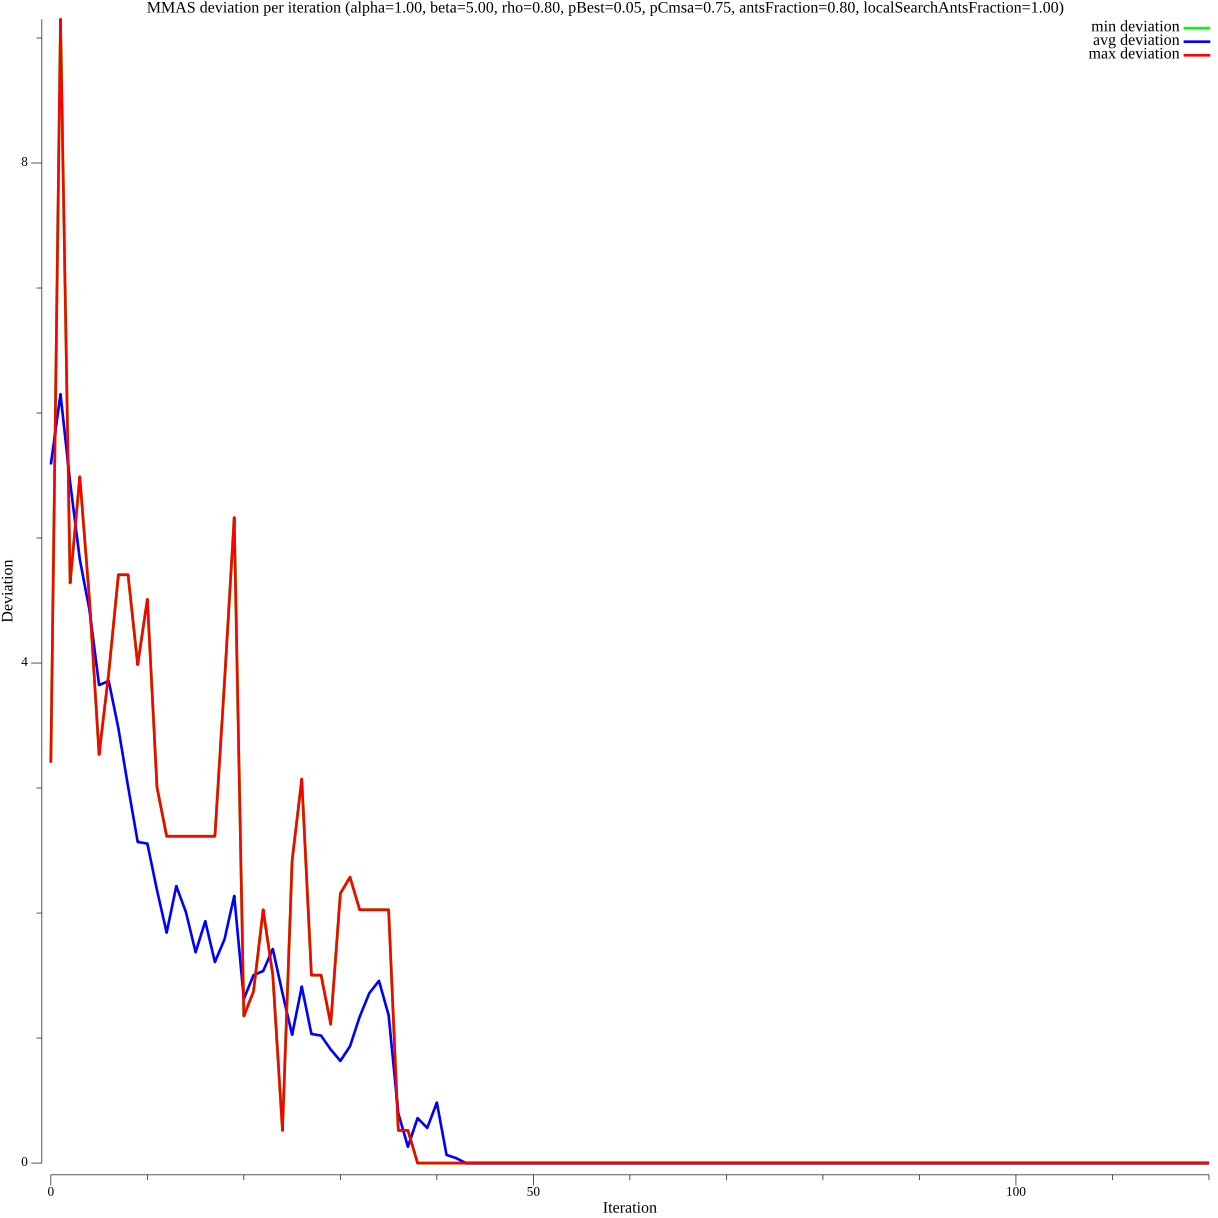 MMAS deviation per iteration (alpha=1.00, beta=5.00, rho=0.80, pBest=0.05, pCmsa=0.75, antsFraction=0.80, localSearchAntsFraction=1.00)
min deviation
avg deviation
max deviation
8
4
0
Deviation
0 50 100
Iteration